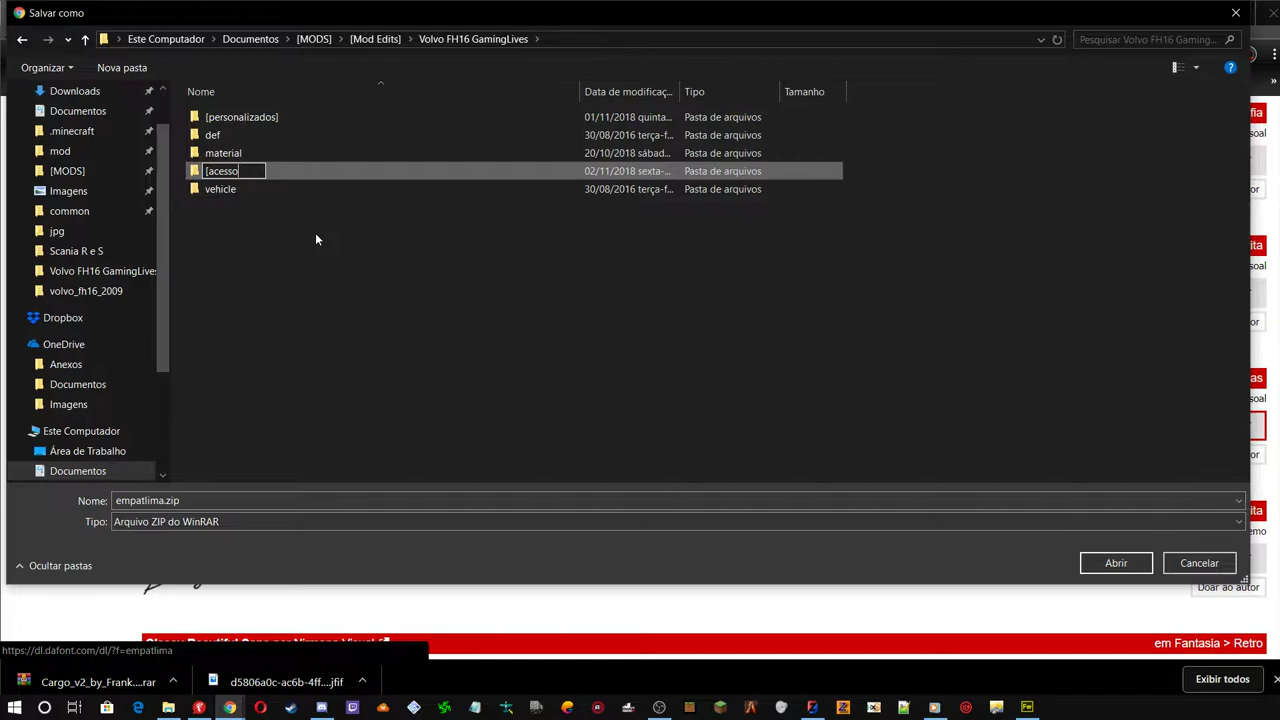 Salvar como
Este Computador > Documentos > [MODS] > [Mod Edits] > Volvo FH16 GamingLives >
Pesquisar Volvo FH16 Gaming...
Organizar
Nova pasta
Nome
Data de modificaç...
Tipo
Tamanho
Downloads
Documentos
.minecraft
mod
[MODS]
Imagens
common
jpg
Scania R e S
Volvo FH16 GamingLives
volvo_fh16_2009
Dropbox
OneDrive
Anexos
Documentos
Imagens
Este Computador
Área de Trabalho
Documentos
[personalizados] 01/11/2018 quinta... Pasta de arquivos
def 30/08/2016 terça-f... Pasta de arquivos
material 20/10/2018 sábad... Pasta de arquivos
[acesso 02/11/2018 sexta-... Pasta de arquivos
vehicle 30/08/2016 terça-f... Pasta de arquivos
Nome: empatlima.zip
Tipo: Arquivo ZIP do WinRAR
Ocultar pastas
Abrir
Cancelar
Doar ao autor
em Fantasia > Retro
https://dl.dafont.com/dl/?f=empatlima
Cargo_v2_by_Frank....rar
d5806a0c-ac6b-4ff....jfif
Exibir todos